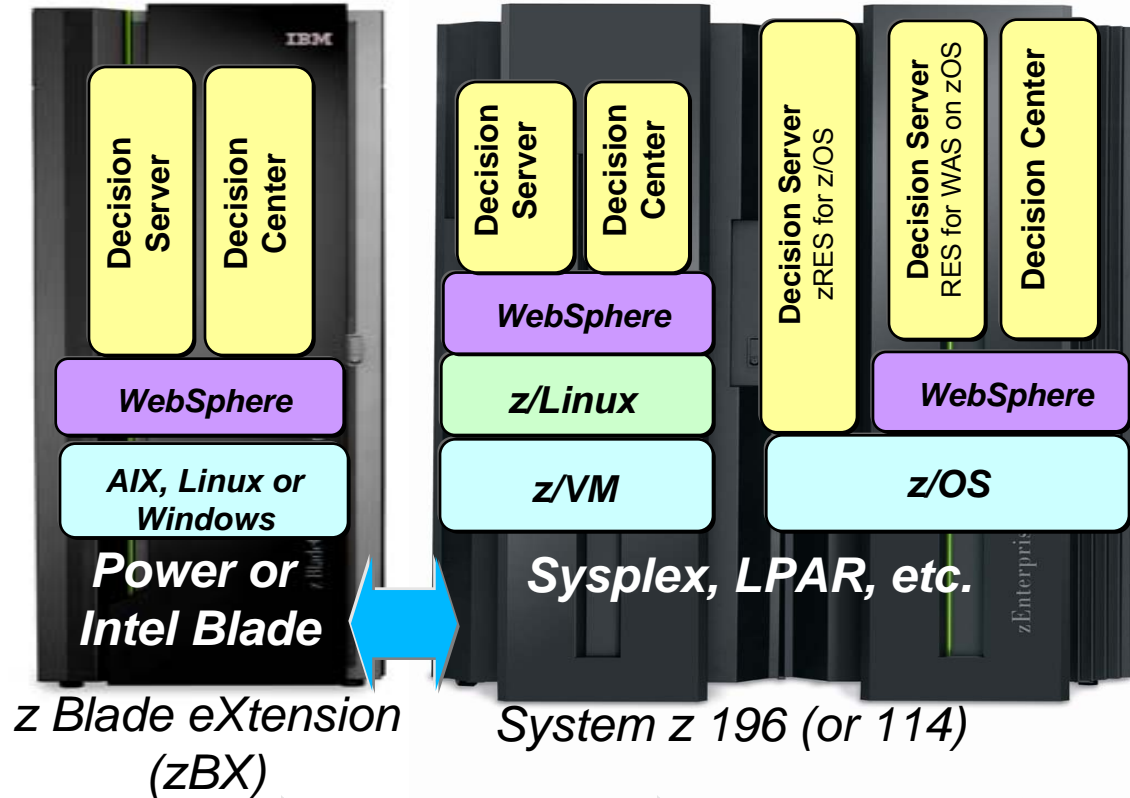 IBM
Decision
Server
Decision
Center
WebSphere
AIX, Linux or
Windows
Power or
Intel Blade
z Blade eXtension
(zBX)
Decision
Server
Decision
Center
WebSphere
z/Linux
z/VM
Decision Server
zRES for z/OS
Decision Server
RES for WAS on zOS
Decision Center
WebSphere
z/OS
Sysplex, LPAR, etc.
zEnterpris
System z 196 (or 114)